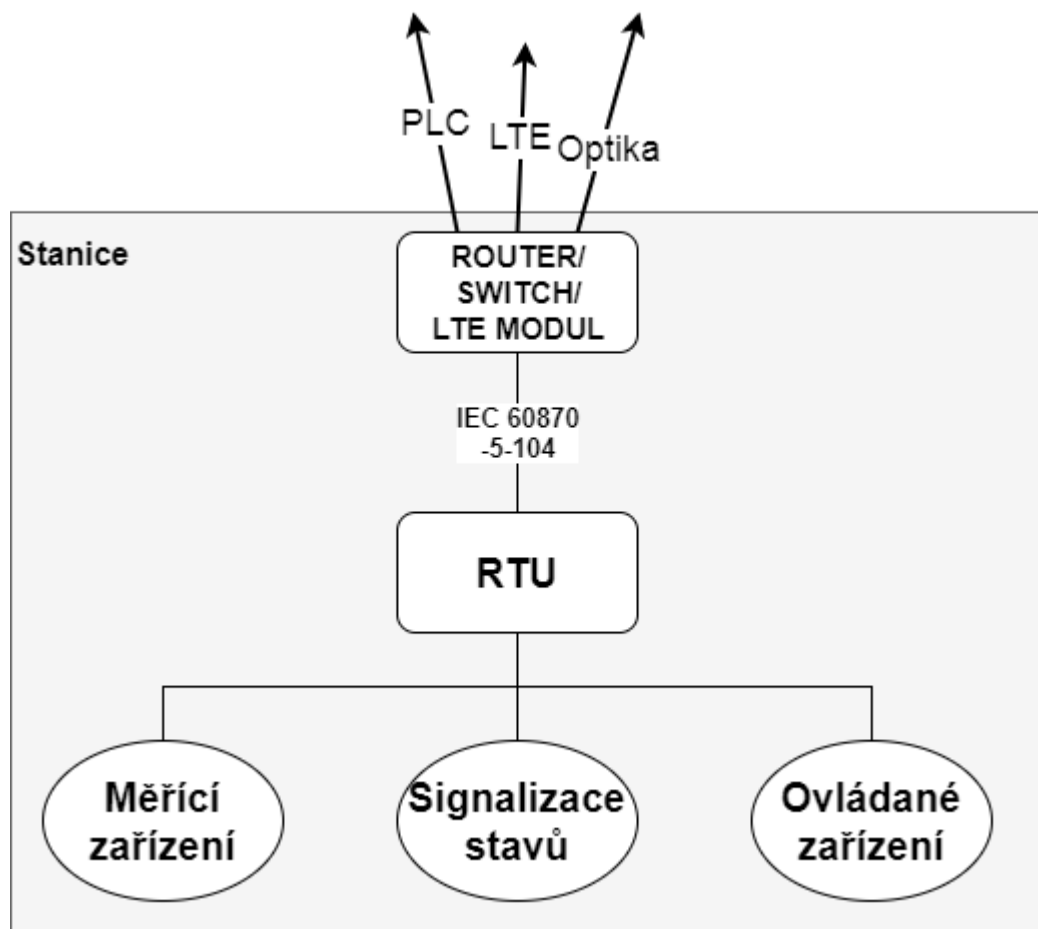 PLC
LTE
Optika
Stanice
ROUTER/
SWITCH/
LTE MODUL
IEC 60870
-5-104
RTU
Měřící
zařízení
Signalizace
stavů
Ovládané
zařízení